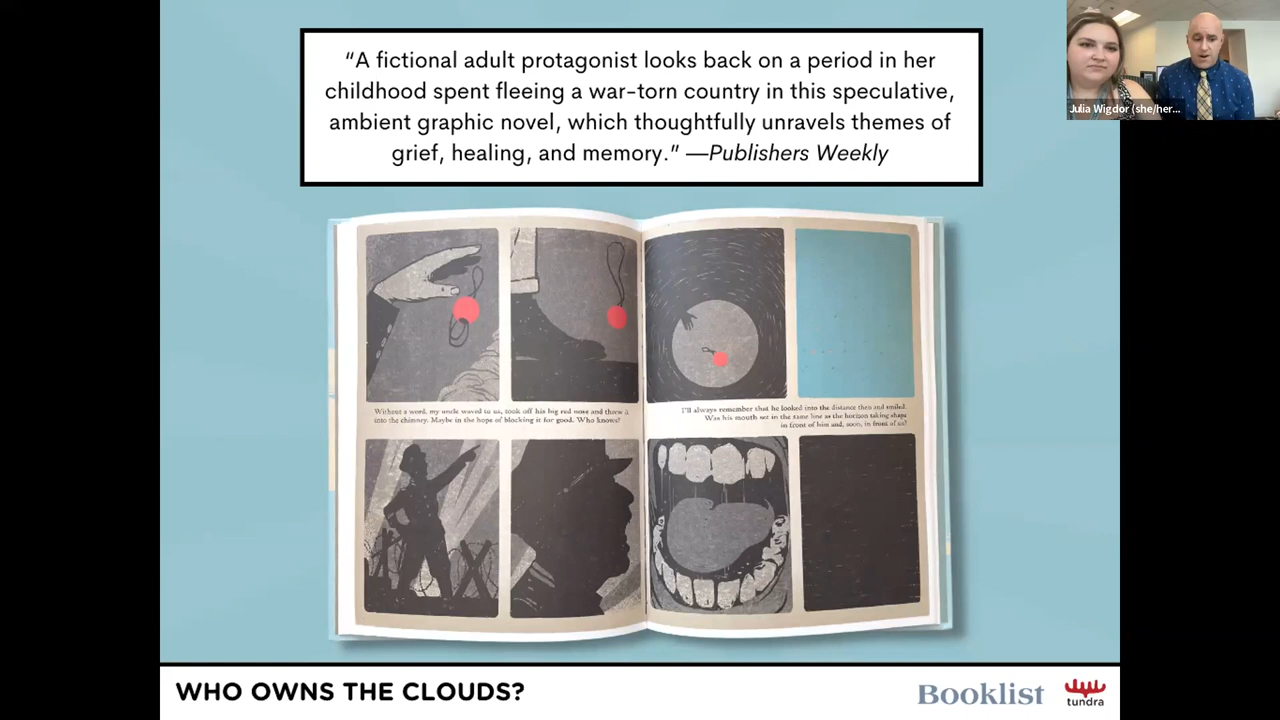 “A fictional adult protagonist looks back on a period in her
childhood spent fleeing a war-torn country in this speculative,
ambient graphic novel, which thoughtfully unravels themes of
grief, healing, and memory.” —Publishers Weekly
Julia Wigdor (she/her...
Without a word, my uncle waved to us, took off his big red nose and threw it
into the chimney. Maybe in the hope of blocking it for good. Who knows?
I'll always remember that he looked into the distance then and smiled.
Was his mouth set in the same line as the horizon taking shape
in front of him and, soon, in front of us?
WHO OWNS THE CLOUDS?
Booklist
tundra